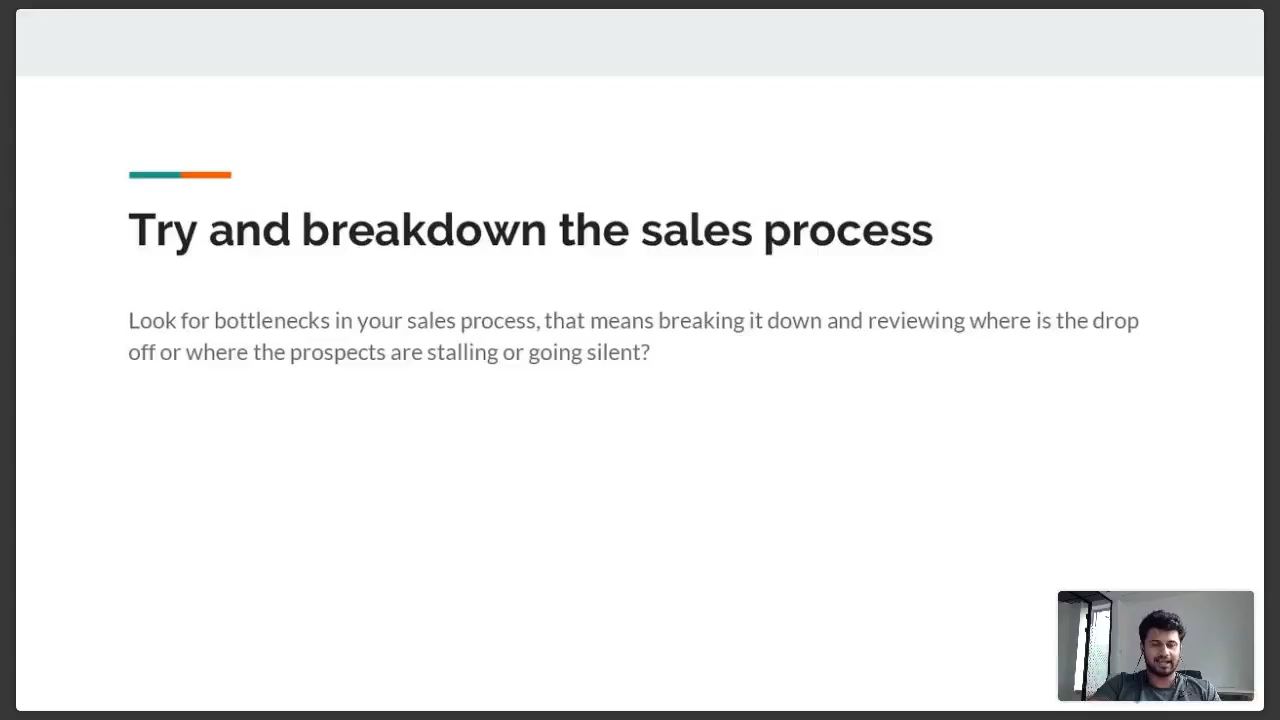 Try and breakdown the sales process
Look for bottlenecks in your sales process, that means breaking it down and reviewing where is the drop
off or where the prospects are stalling or going silent?